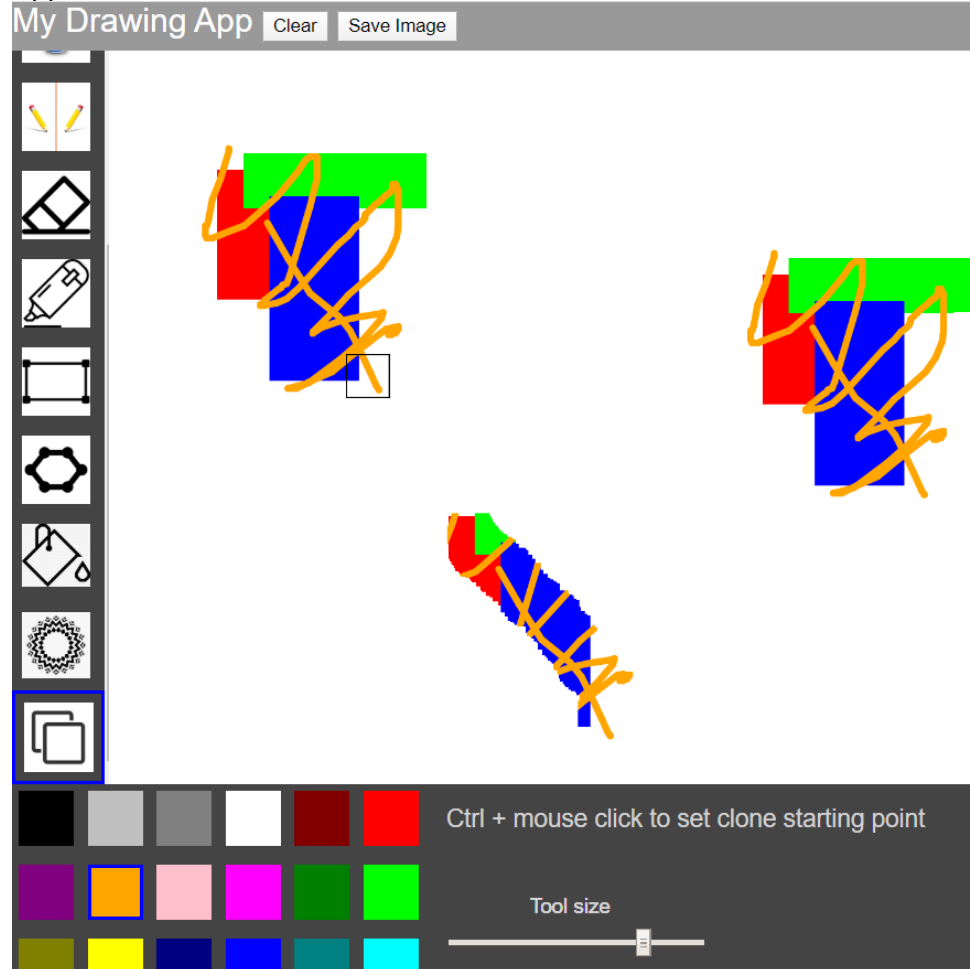 My Drawing App Clear Save Image
Ctrl + mouse click to set clone starting point
Tool size